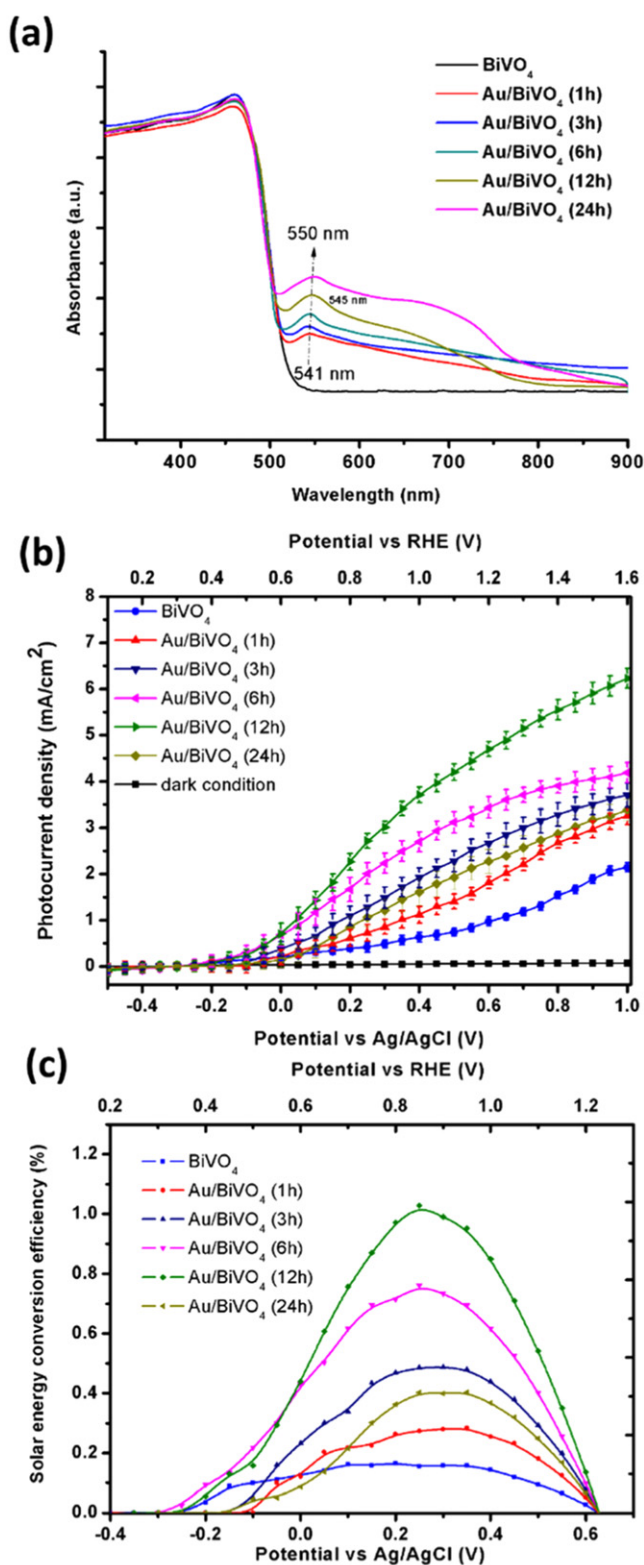 (a)
BiVO₄
Au/BiVO₄ (1h)
Au/BiVO₄ (3h)
Au/BiVO₄ (6h)
Au/BiVO₄ (12h)
Au/BiVO₄ (24h)
550 nm
545 nm
541 nm
Absorbance (a.u.)
400 500 600 700 800 900
Wavelength (nm)
(b)
Potential vs RHE (V)
0.2 0.4 0.6 0.8 1.0 1.2 1.4 1.6
8
7
6
5
4
3
2
1
0
Photocurrent density (mA/cm²)
BiVO₄
Au/BiVO₄ (1h)
Au/BiVO₄ (3h)
Au/BiVO₄ (6h)
Au/BiVO₄ (12h)
Au/BiVO₄ (24h)
dark condition
-0.4 -0.2 0.0 0.2 0.4 0.6 0.8 1.0
Potential vs Ag/AgCl (V)
(c)
Potential vs RHE (V)
0.2 0.4 0.6 0.8 1.0 1.2
1.0
0.8
0.6
0.4
0.2
0.0
Solar energy conversion efficiency (%)
BiVO₄
Au/BiVO₄ (1h)
Au/BiVO₄ (3h)
Au/BiVO₄ (6h)
Au/BiVO₄ (12h)
Au/BiVO₄ (24h)
-0.4 -0.2 0.0 0.2 0.4 0.6
Potential vs Ag/AgCl (V)